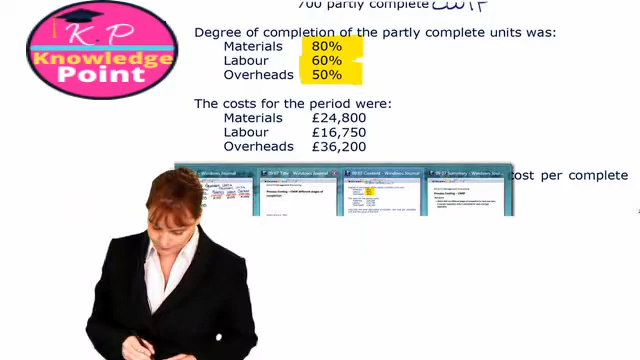 700 partly complete CWIP
K.P
Knowledge
Point
Degree of completion of the partly complete units was:
Materials 80%
Labour 60%
Overheads 50%
The costs for the period were:
Materials £24,800
Labour £16,750
Overheads £36,200
cost per complete